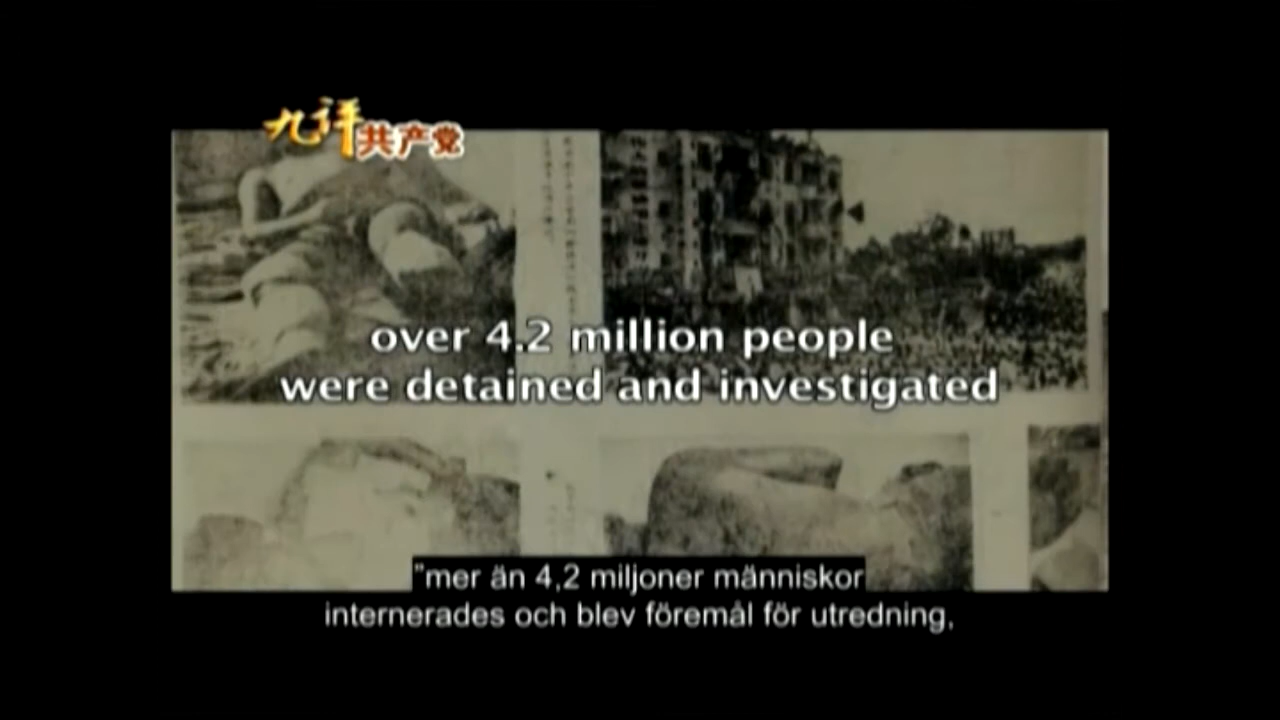 九评
共产党
over 4.2 million people
were detained and investigated
"mer än 4,2 miljoner människor
internerades och blev föremål för utredning,